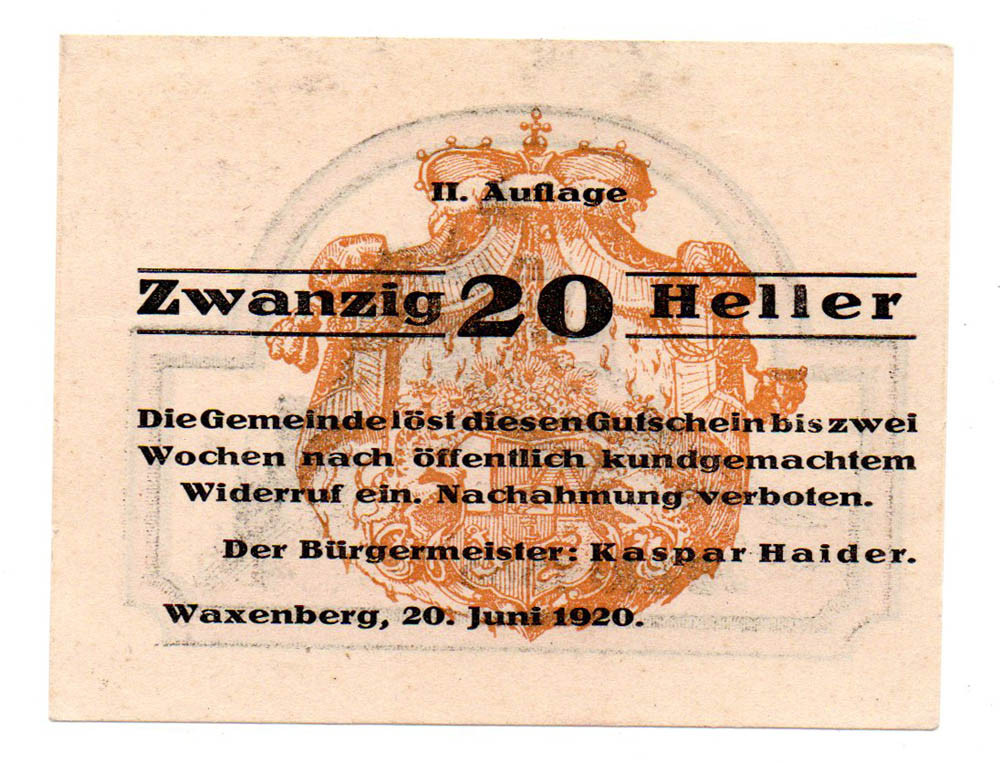 II. Auflage
Zwanzig 20 Heller
Die Gemeinde löst diesen Gutschein bis zwei
Wochen nach öffentlich kundgemachtem
Widerruf ein. Nachahmung verboten.
Der Bürgermeister: Kaspar Haider.
Waxenberg, 20. Juni 1920.